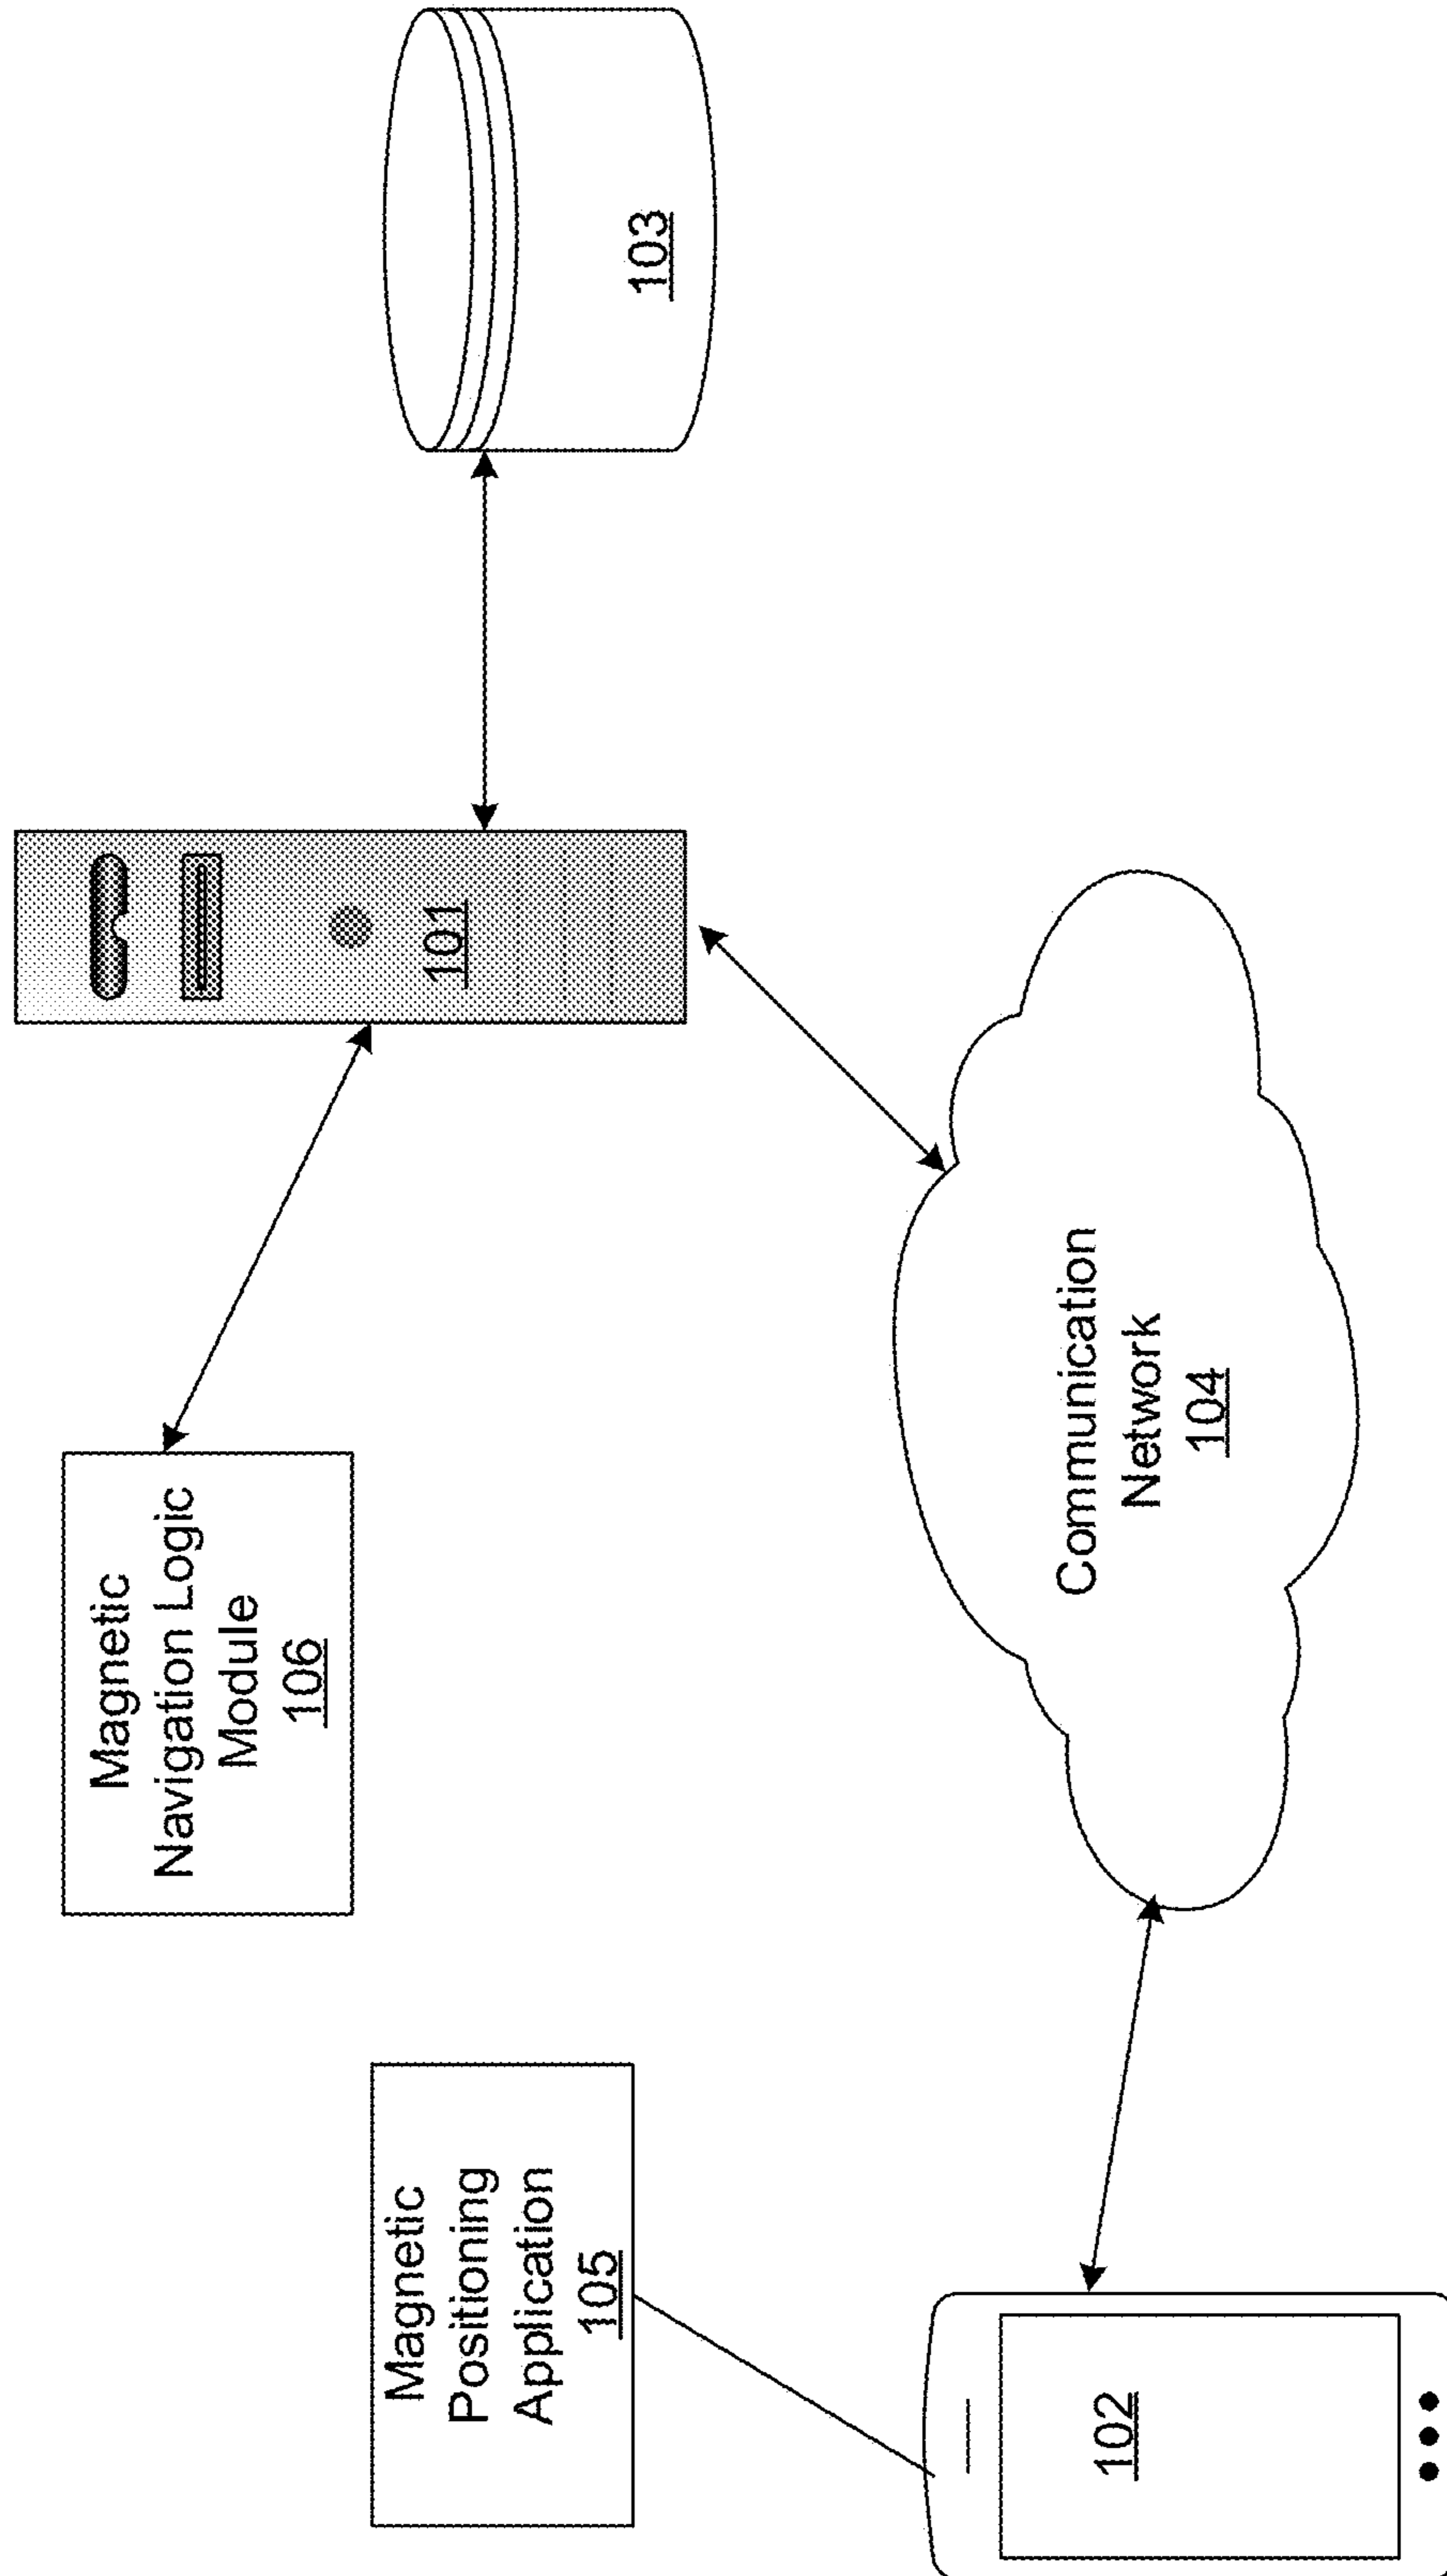 Magnetic
Navigation Logic
Module
106
101
103
Magnetic
Positioning
Application
105
Communication
Network
104
102